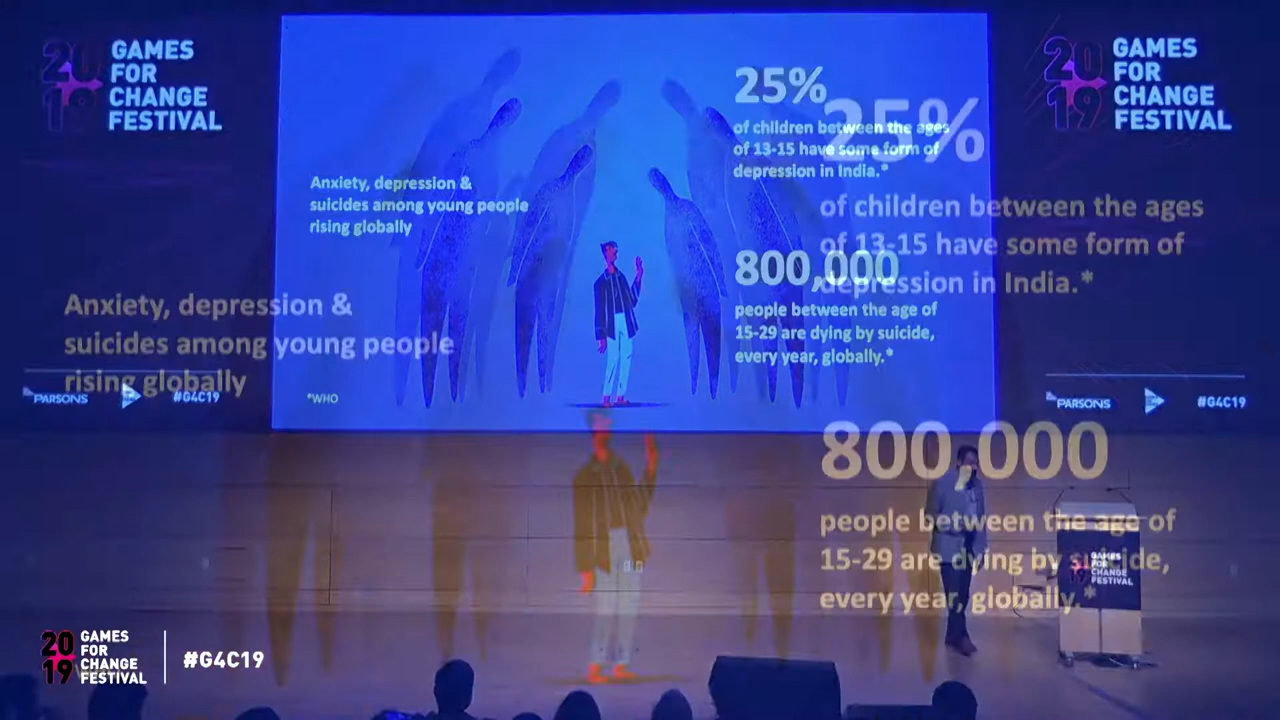 2019
GAMES
FOR
CHANGE
FESTIVAL
2019
GAMES
FOR
CHANGE
FESTIVAL
Anxiety, depression &
suicides among young people
rising globally
25%
of children between the ages
of 13-15 have some form of
depression in India.*
800,000
people between the age of
15-29 are dying by suicide,
every year, globally.*
*WHO
25%
of children between the ages
of 13-15 have some form of
depression in India.*
Anxiety, depression &
suicides among young people
rising globally
PARSONS
#G4C19
PARSONS
#G4C19
800,000
people between the age of
15-29 are dying by suicide,
every year, globally.*
GAMES
FOR
CHANGE
FESTIVAL
2019
GAMES
FOR
CHANGE
FESTIVAL
#G4C19